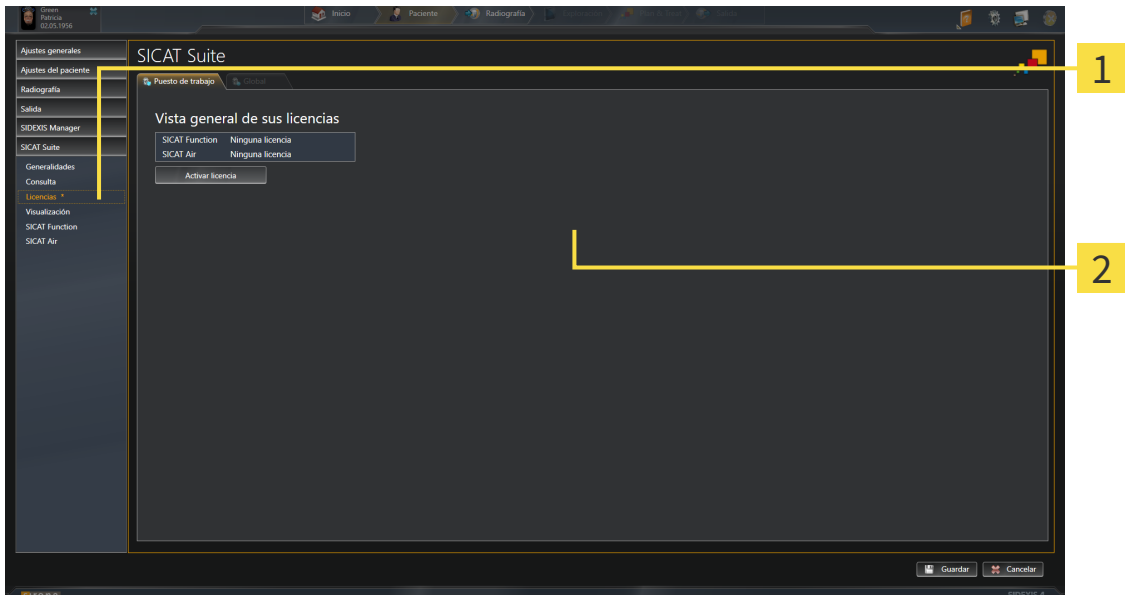 Green
Patricia
02.05.1956
Inicio
Paciente
Radiografía
Ajustes generales
Ajustes del paciente
Radiografía
Salida
SIDEXIS Manager
SICAT Suite
Generalidades
Consulta
Licencias *
Visualización
SICAT Function
SICAT Air
SICAT Suite
Puesto de trabajo
Global
Vista general de sus licencias
SICAT Function Ninguna licencia
SICAT Air Ninguna licencia
Activar licencia
1
2
Guardar
Cancelar
SIDEXIS 4